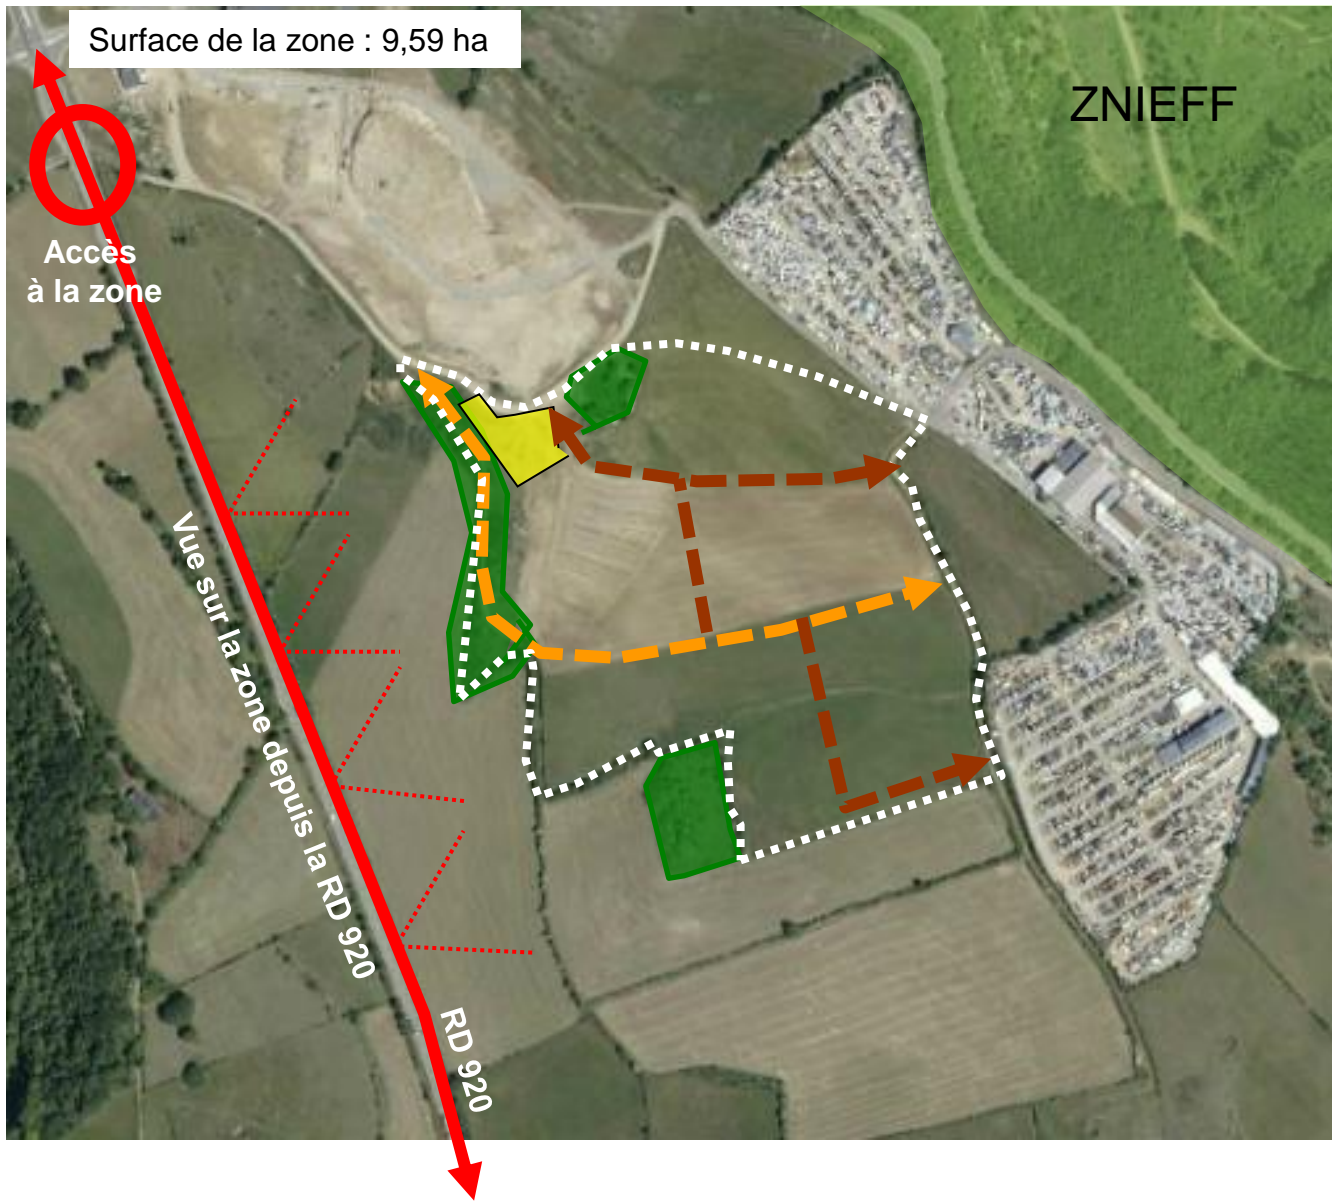 Surface de la zone : 9,59 ha
ZNIEFF
Accès
à la zone
Vue sur la zone depuis la RD 920
RD 920